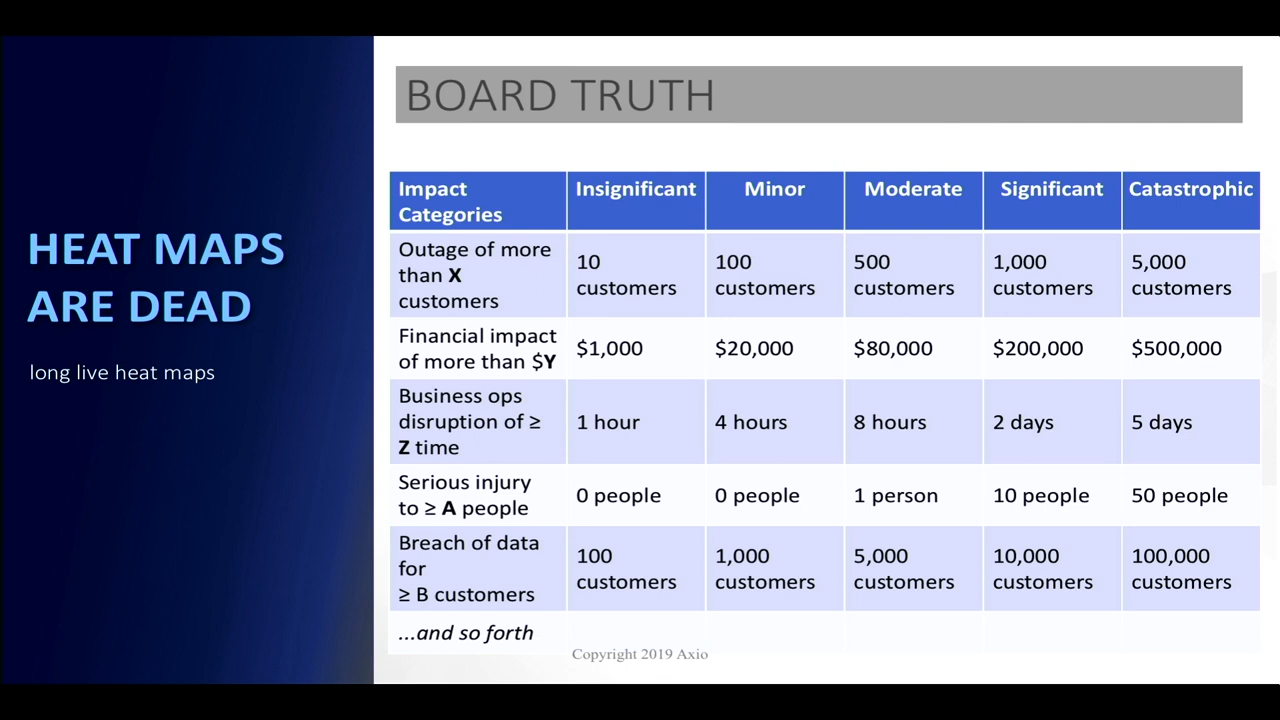 HEAT MAPS
ARE DEAD
long live heat maps
BOARD TRUTH
Impact
Categories
Insignificant
Minor
Moderate
Significant
Catastrophic
Outage of more
than X
customers
10
customers
100
customers
500
customers
1,000
customers
5,000
customers
Financial impact
of more than $Y
$1,000
$20,000
$80,000
$200,000
$500,000
Business ops
disruption of ≥
Z time
1 hour
4 hours
8 hours
2 days
5 days
Serious injury
to ≥ A people
0 people
0 people
1 person
10 people
50 people
Breach of data
for
≥ B customers
100
customers
1,000
customers
5,000
customers
10,000
customers
100,000
customers
...and so forth
Copyright 2019 Axio